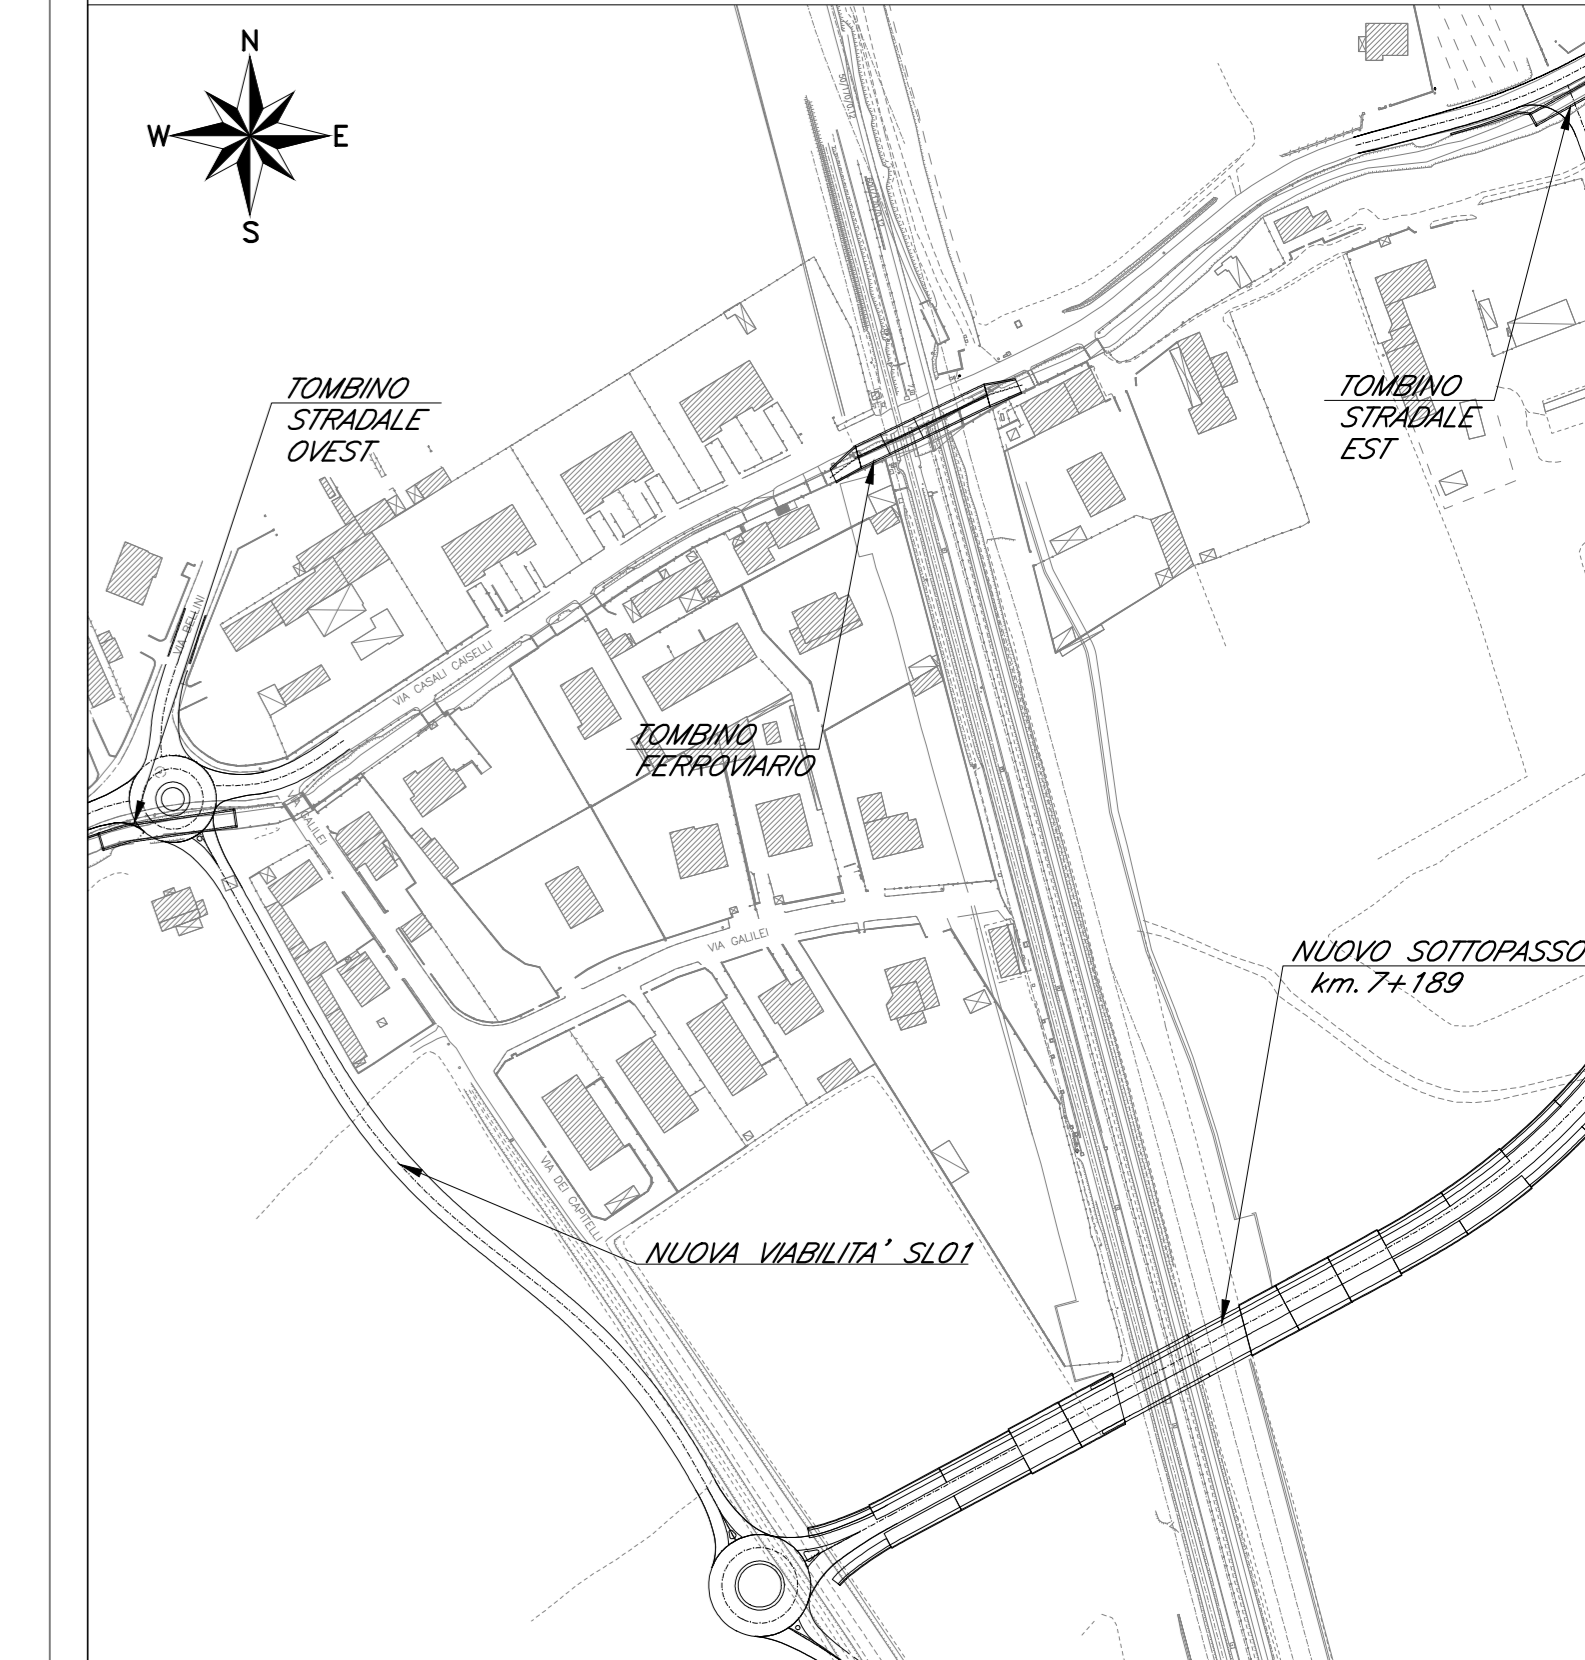 N
W
E
S
TOMBINO
STRADALE
OVEST
TOMBINO
STRADALE
EST
VIA BELLINI
VIA CASALI CAISELLI
TOMBINO
FERROVIARIO
GALILEI
VIA GALILEI
NUOVO SOTTOPASSO
km. 7+189
VIA DEI CAPITELLI
NUOVA VIABILITA' SL01